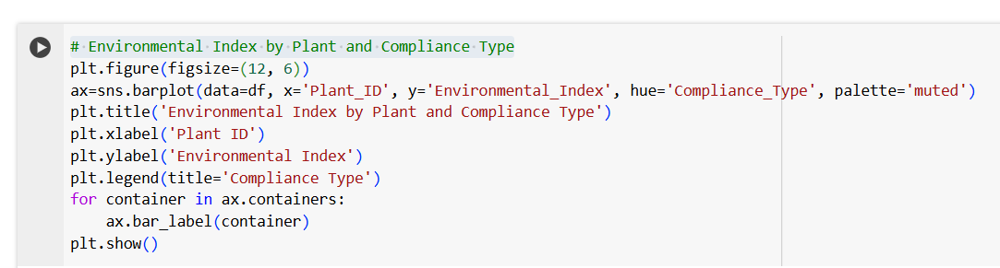 # Environmental Index by Plant and Compliance Type
plt.figure(figsize=(12, 6))
ax=sns.barplot(data=df, x='Plant_ID', y='Environmental_Index', hue='Compliance_Type', palette='muted')
plt.title('Environmental Index by Plant and Compliance Type')
plt.xlabel('Plant ID')
plt.ylabel('Environmental Index')
plt.legend(title='Compliance Type')
for container in ax.containers:
    ax.bar_label(container)
plt.show()